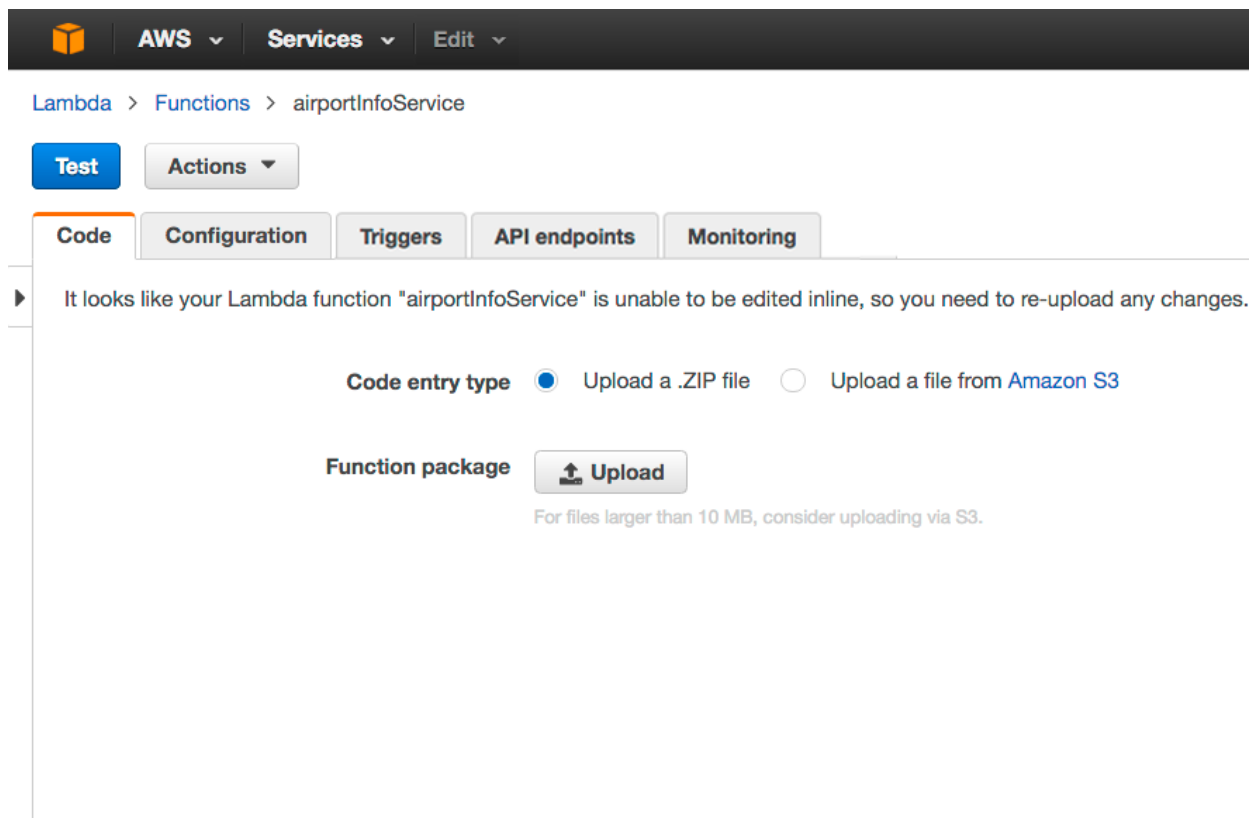 AWS Services Edit
Lambda > Functions > airportInfoService
Test Actions
Code Configuration Triggers API endpoints Monitoring
It looks like your Lambda function "airportInfoService" is unable to be edited inline, so you need to re-upload any changes.
Code entry type Upload a .ZIP file Upload a file from Amazon S3
Function package Upload
For files larger than 10 MB, consider uploading via S3.